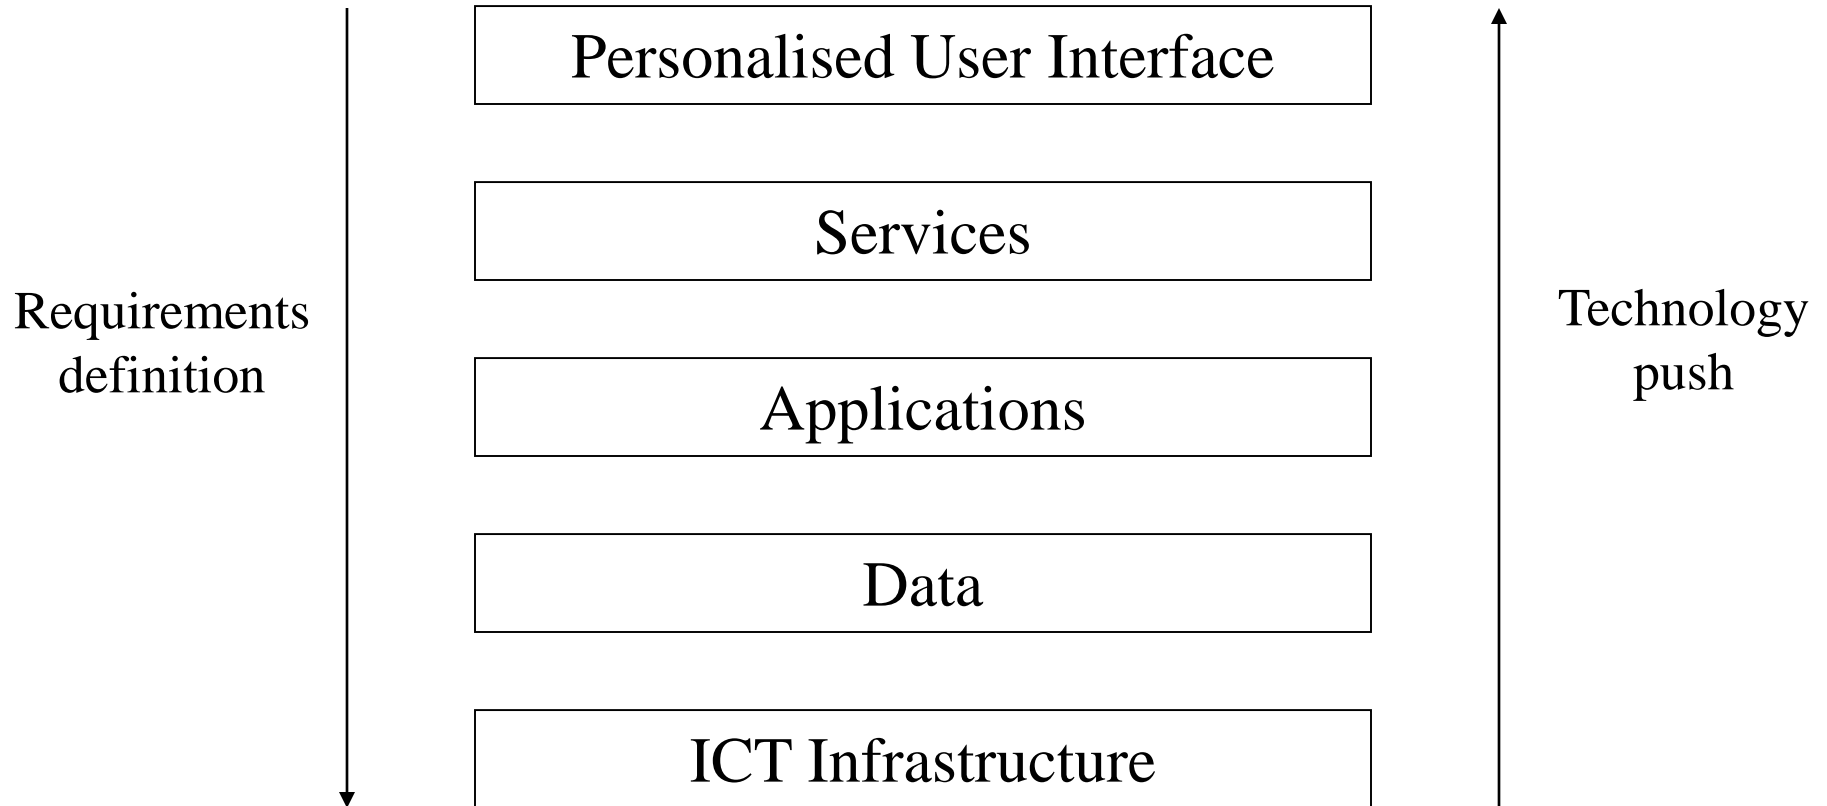 Personalised User Interface
Services
Requirements
definition
Technology
push
Applications
Data
ICT Infrastructure